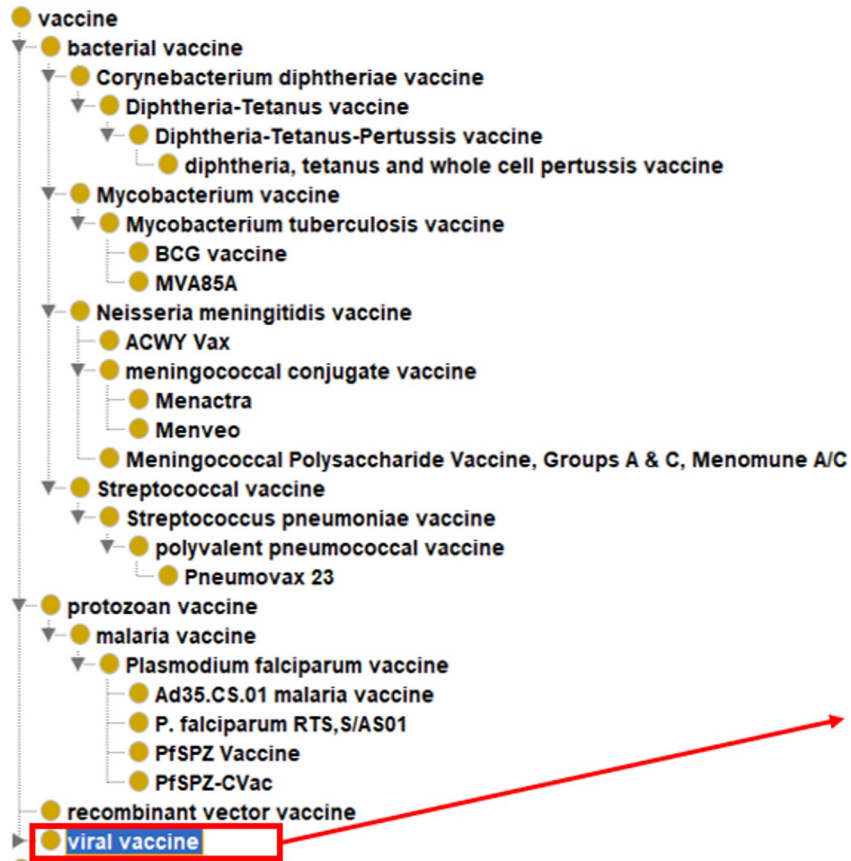 vaccine
bacterial vaccine
Corynebacterium diphtheriae vaccine
Diphtheria-Tetanus vaccine
Diphtheria-Tetanus-Pertussis vaccine
diphtheria, tetanus and whole cell pertussis vaccine
Mycobacterium vaccine
Mycobacterium tuberculosis vaccine
BCG vaccine
MVA85A
Neisseria meningitidis vaccine
ACWY Vax
meningococcal conjugate vaccine
Menactra
Menveo
Meningococcal Polysaccharide Vaccine, Groups A & C, Menomune A/C
Streptococcal vaccine
Streptococcus pneumoniae vaccine
polyvalent pneumococcal vaccine
Pneumovax 23
protozoan vaccine
malaria vaccine
Plasmodium falciparum vaccine
Ad35.CS.01 malaria vaccine
P. falciparum RTS,S/AS01
PfSPZ Vaccine
PfSPZ-CVac
recombinant vector vaccine
viral vaccine